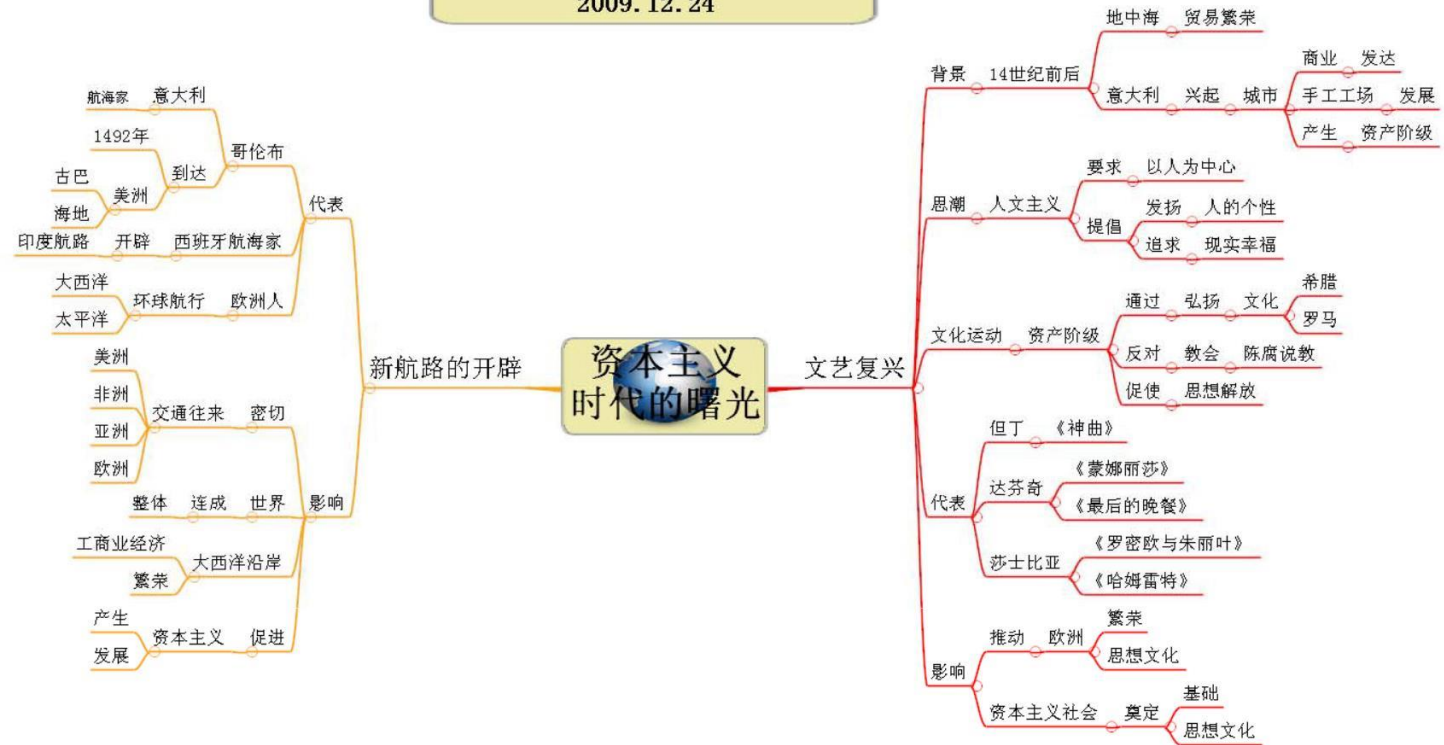 2009.12.24
资本主义
时代的曙光
新航路的开辟
代表
哥伦布
意大利
航海家
到达
1492年
美洲
古巴
海地
西班牙航海家
开辟
印度航路
欧洲人
环球航行
大西洋
太平洋
影响
密切
交通往来
美洲
非洲
亚洲
欧洲
世界
连成
整体
大西洋沿岸
工商业经济
繁荣
促进
资本主义
产生
发展
文艺复兴
背景
14世纪前后
地中海
贸易繁荣
意大利
兴起
城市
商业
发达
手工工场
发展
产生
资产阶级
思潮
人文主义
要求
以人为中心
提倡
发扬
人的个性
追求
现实幸福
文化运动
资产阶级
通过
弘扬
文化
希腊
罗马
反对
教会
陈腐说教
促使
思想解放
代表
但丁
《神曲》
达芬奇
《蒙娜丽莎》
《最后的晚餐》
莎士比亚
《罗密欧与朱丽叶》
《哈姆雷特》
影响
推动
欧洲
繁荣
思想文化
资本主义社会
奠定
基础
思想文化